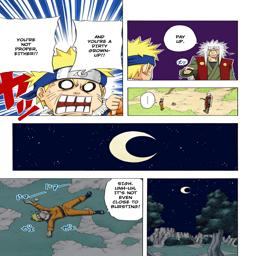 YOU'RE
NOT
PROPER,
EITHER!!
AND
YOU'RE A
DIRTY
GROWN-
UP!!
PAY
UP.
SIGH.
UHH-UH,
IT'S NOT
EVEN
CLOSE TO
BURSTING!